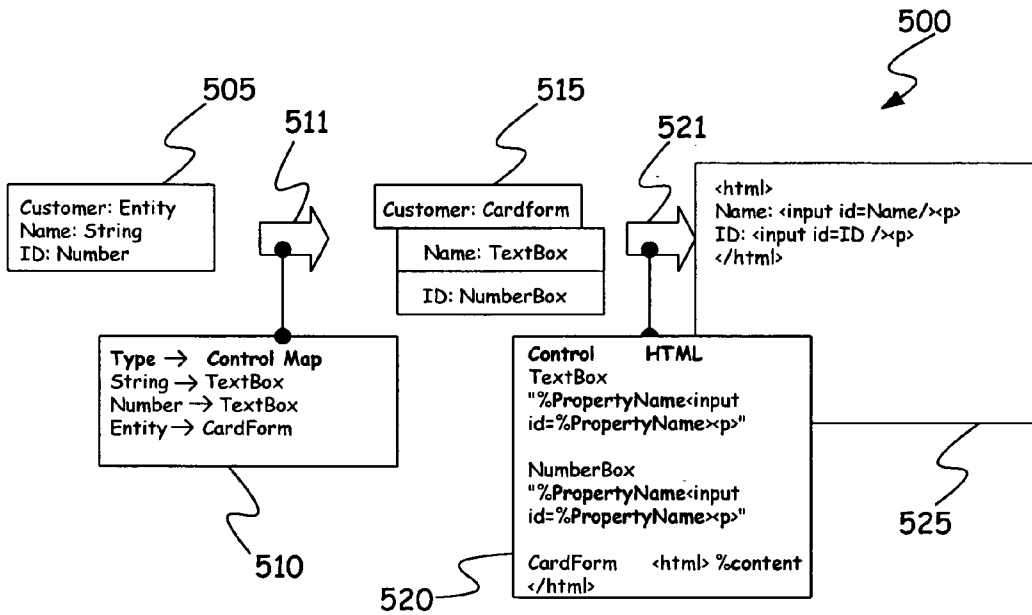 500
505
515
511
521
Customer: Entity
Name: String
ID: Number
Customer: Cardform
Name: TextBox
ID: NumberBox
<html>
Name: <input id=Name/><p>
ID: <input id=ID /><p>
</html>
Type → Control Map
String → TextBox
Number → TextBox
Entity → CardForm
Control HTML
TextBox
"%PropertyName<input
id=%PropertyName><p>"
NumberBox
"%PropertyName<input
id=%PropertyName><p>"
CardForm <html> %content
</html>
510
520
525